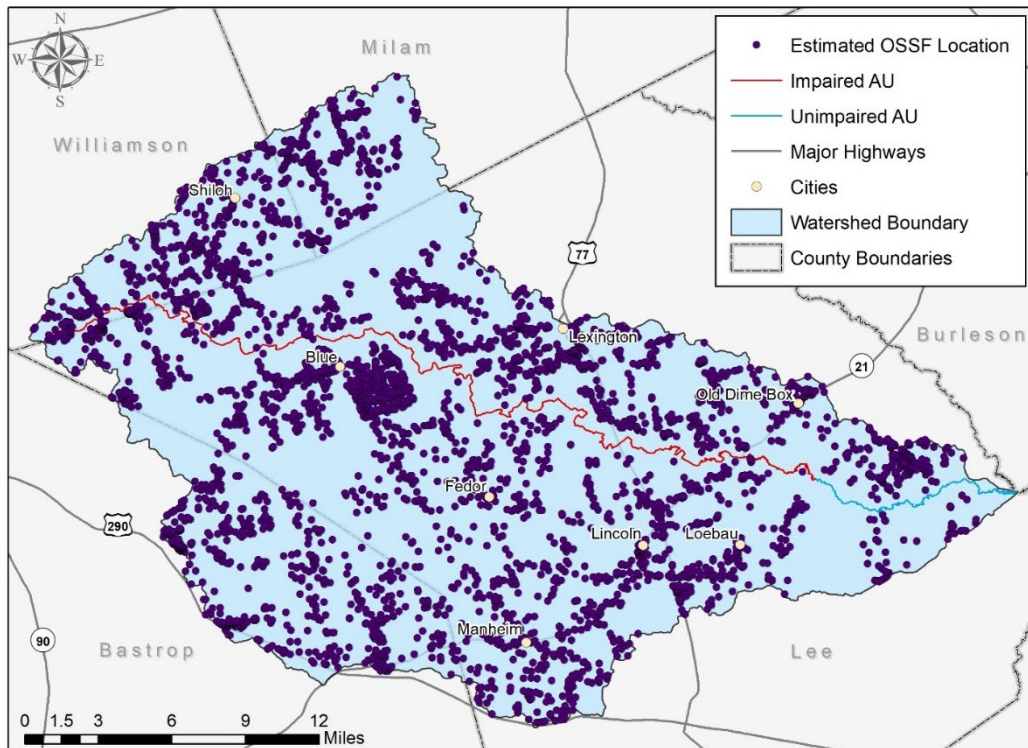 N
W E
S
Milam
Williamson
Shiloh
77
Lexington
Blue
Burleson
21
Old Dime Box
Fedor
290
Lincoln
Loebau
Manheim
90
Bastrop
Lee
0 1.5 3 6 9 12
Miles
Estimated OSSF Location
Impaired AU
Unimpaired AU
Major Highways
Cities
Watershed Boundary
County Boundaries